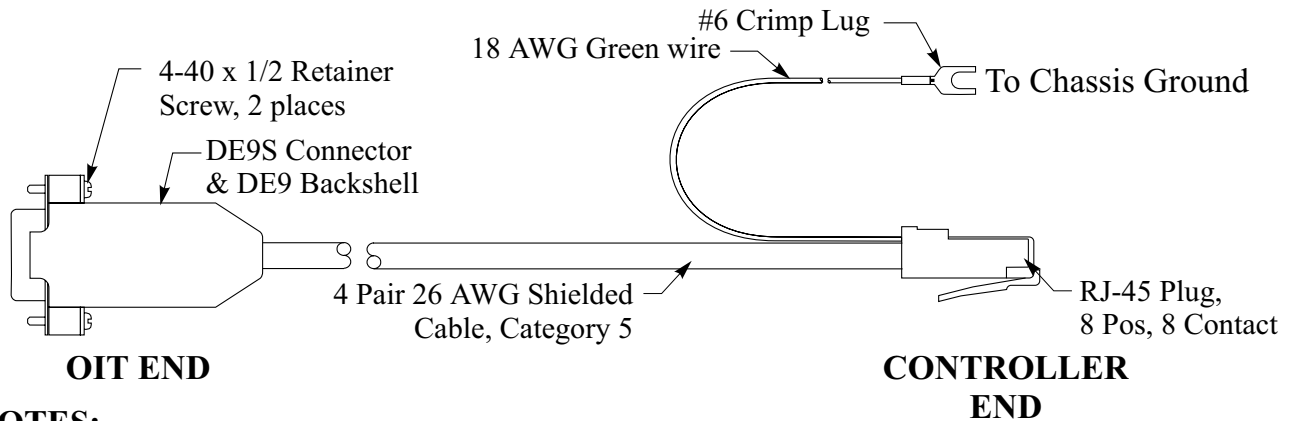 #6 Crimp Lug
18 AWG Green wire
4-40 x 1/2 Retainer
Screw, 2 places
To Chassis Ground
DE9S Connector
& DE9 Backshell
4 Pair 26 AWG Shielded
Cable, Category 5
RJ-45 Plug,
8 Pos, 8 Contact
OIT END
CONTROLLER
END